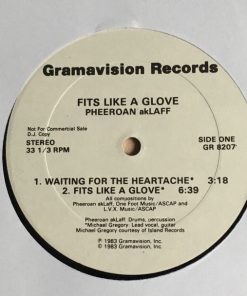 Gramavision Records
FITS LIKE A GLOVE
PHEEROAN akLAFF
Not For Commercial Sale
D.J. Copy
STEREO
33 1/3 RPM
SIDE ONE
GR 8207
1. WAITING FOR THE HEARTACHE* 3:18
2. FITS LIKE A GLOVE* 6:39
All compositions by
Pheeroan akLaff, One Foot Music/ASCAP and
L.V.X. Music/ASCAP
Pheeroan akLaff: Drums, percussion
*Michael Gregory: Lead vocal, guitar
Michael Gregory courtesy of Island Records
Ⓟ 1983 Gramavision, Inc.
© 1983 Gramavision, Inc